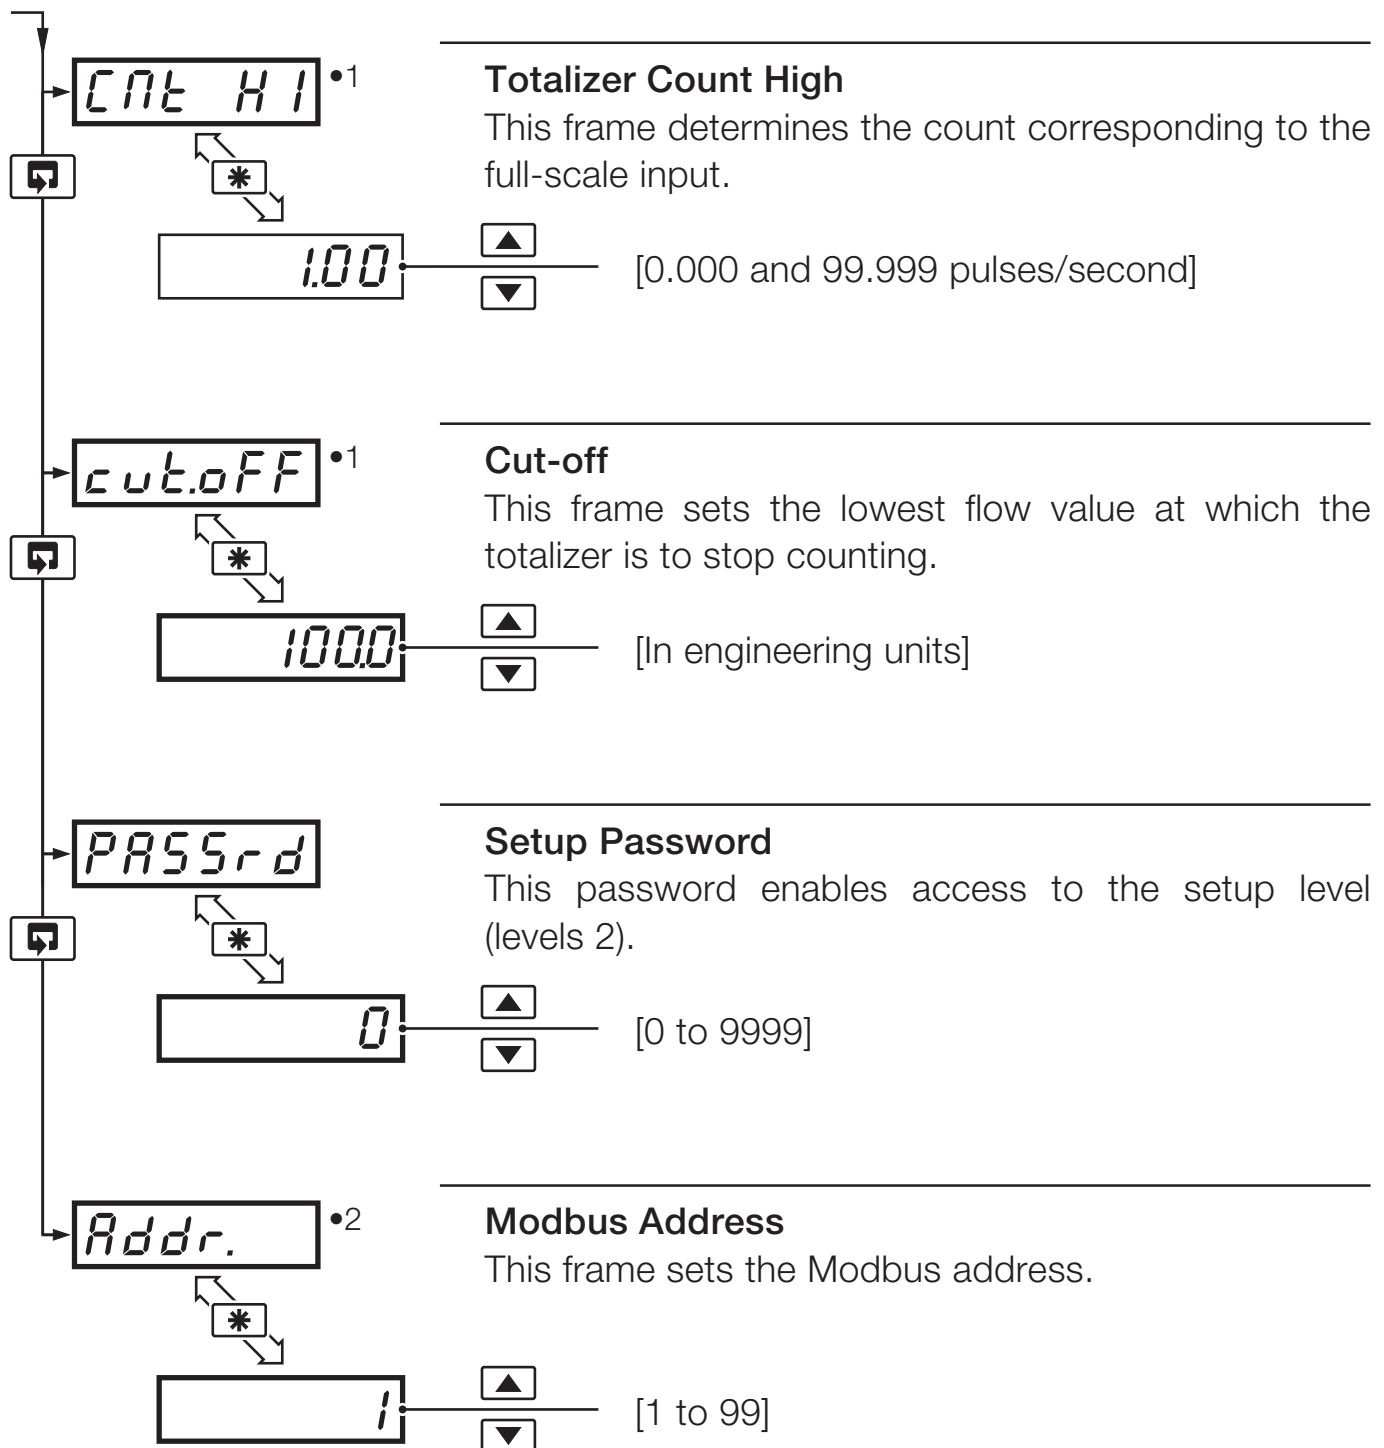 CNt HI •1
Totalizer Count High
This frame determines the count corresponding to the
full-scale input.
1.00
[0.000 and 99.999 pulses/second]
cut.oFF •1
Cut-off
This frame sets the lowest flow value at which the
totalizer is to stop counting.
100.0
[In engineering units]
PASSrd
Setup Password
This password enables access to the setup level
(levels 2).
0
[0 to 9999]
Addr. •2
Modbus Address
This frame sets the Modbus address.
1
[1 to 99]